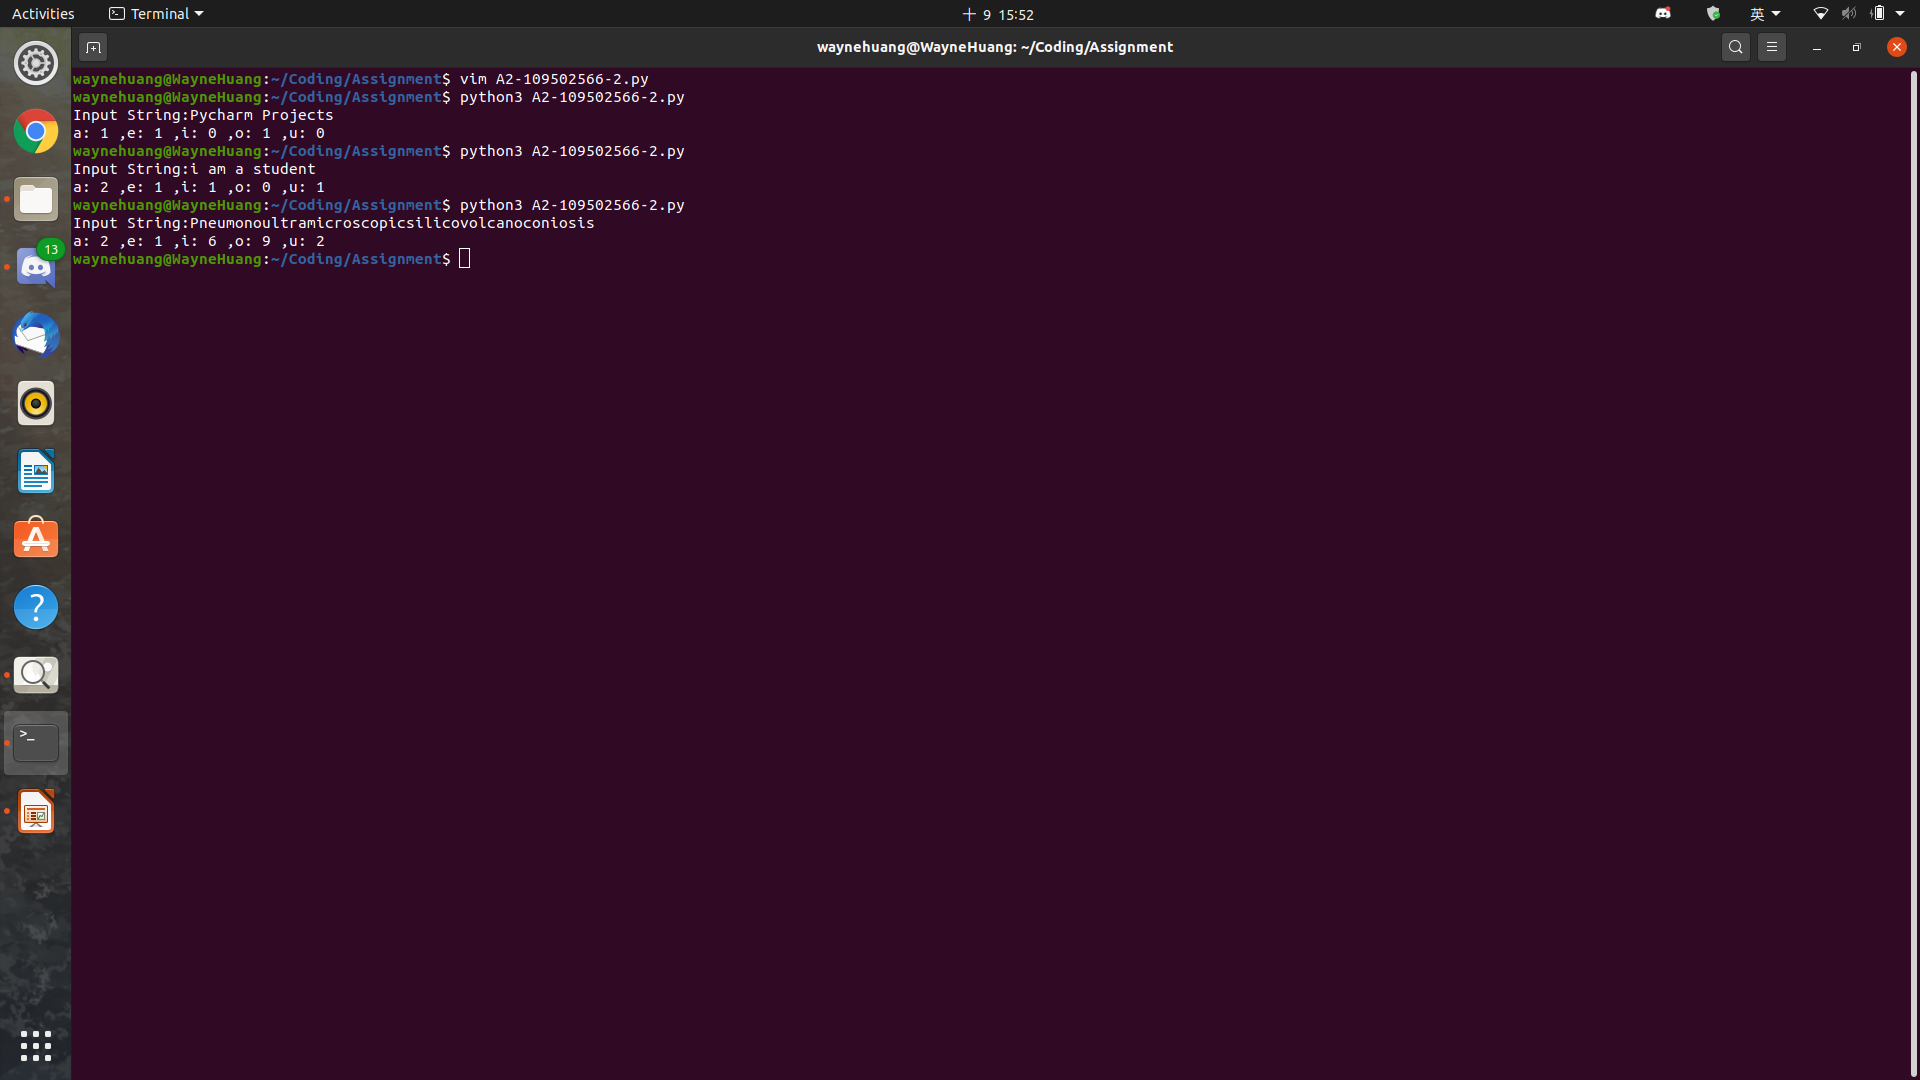 Activities Terminal 十 9 15:52 英
waynehuang@WayneHuang: ~/Coding/Assignment
waynehuang@WayneHuang:~/Coding/Assignment$ vim A2-109502566-2.py
waynehuang@WayneHuang:~/Coding/Assignment$ python3 A2-109502566-2.py
Input String:Pycharm Projects
a: 1 ,e: 1 ,i: 0 ,o: 1 ,u: 0
waynehuang@WayneHuang:~/Coding/Assignment$ python3 A2-109502566-2.py
Input String:i am a student
a: 2 ,e: 1 ,i: 1 ,o: 0 ,u: 1
waynehuang@WayneHuang:~/Coding/Assignment$ python3 A2-109502566-2.py
Input String:Pneumonoultramicroscopicsilicovolcanoconiosis
a: 2 ,e: 1 ,i: 6 ,o: 9 ,u: 2
waynehuang@WayneHuang:~/Coding/Assignment$
13